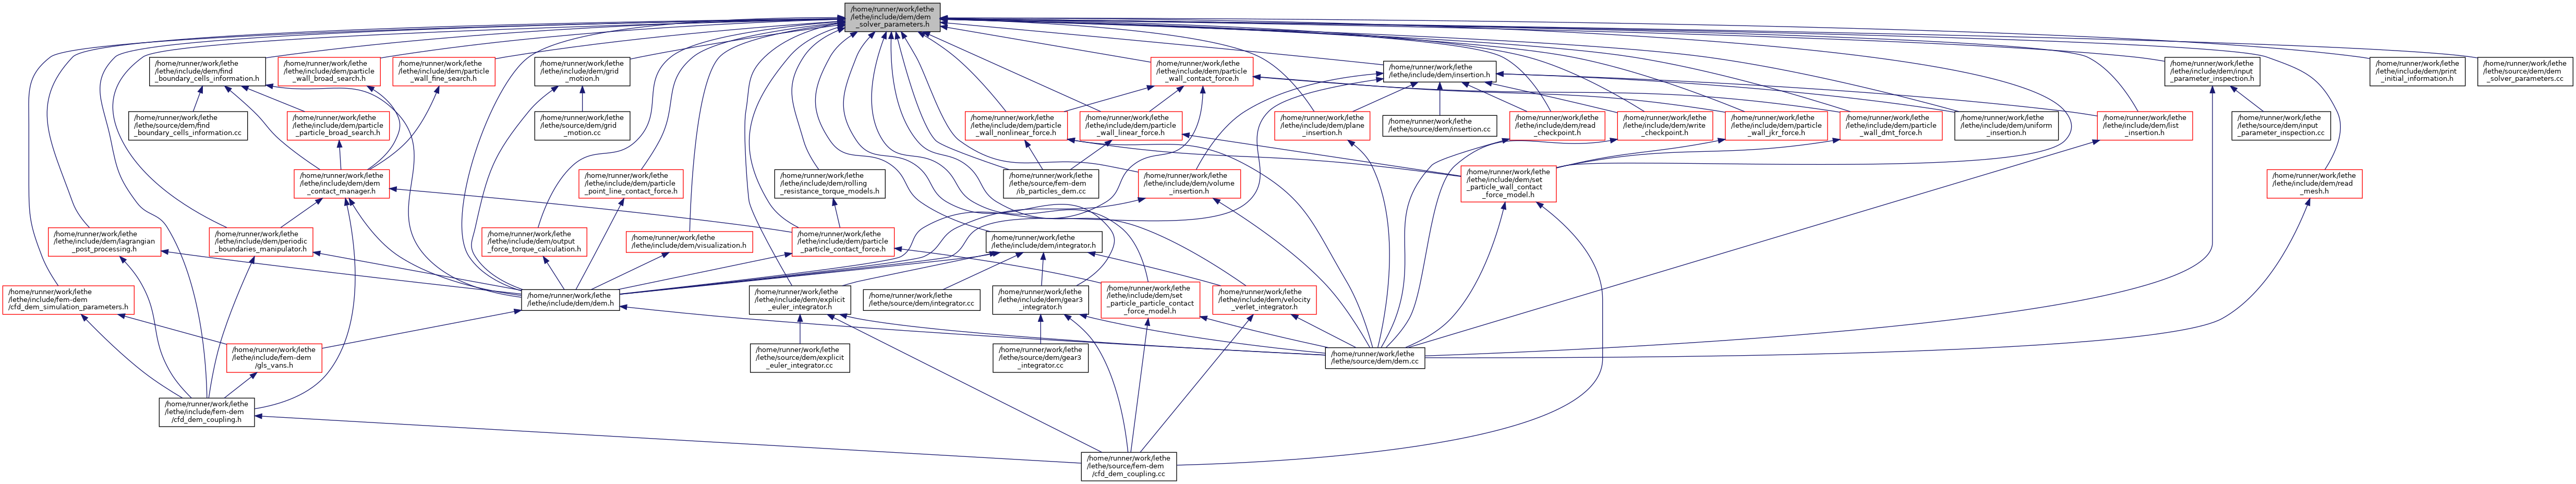 /home/runner/work/lethe
/lethe/include/dem/dem
_solver_parameters.h
/home/runner/work/lethe
/lethe/include/dem/find
_boundary_cells_information.h
/home/runner/work/lethe
/lethe/include/dem/particle
_wall_broad_search.h
/home/runner/work/lethe
/lethe/include/dem/particle
_wall_fine_search.h
/home/runner/work/lethe
/lethe/include/dem/grid
_motion.h
/home/runner/work/lethe
/lethe/include/dem/particle
_wall_contact_force.h
/home/runner/work/lethe
/lethe/include/dem/insertion.h
/home/runner/work/lethe
/lethe/include/dem/input
_parameter_inspection.h
/home/runner/work/lethe
/lethe/include/dem/print
_initial_information.h
/home/runner/work/lethe
/lethe/source/dem/dem
_solver_parameters.cc
/home/runner/work/lethe
/lethe/source/dem/find
_boundary_cells_information.cc
/home/runner/work/lethe
/lethe/include/dem/particle
_particle_broad_search.h
/home/runner/work/lethe
/lethe/source/dem/grid
_motion.cc
/home/runner/work/lethe
/lethe/include/dem/particle
_wall_nonlinear_force.h
/home/runner/work/lethe
/lethe/include/dem/particle
_wall_linear_force.h
/home/runner/work/lethe
/lethe/include/dem/plane
_insertion.h
/home/runner/work/lethe
/lethe/source/dem/insertion.cc
/home/runner/work/lethe
/lethe/include/dem/read
_checkpoint.h
/home/runner/work/lethe
/lethe/include/dem/write
_checkpoint.h
/home/runner/work/lethe
/lethe/include/dem/particle
_wall_jkr_force.h
/home/runner/work/lethe
/lethe/include/dem/particle
_wall_dmt_force.h
/home/runner/work/lethe
/lethe/include/dem/uniform
_insertion.h
/home/runner/work/lethe
/lethe/include/dem/list
_insertion.h
/home/runner/work/lethe
/lethe/source/dem/input
_parameter_inspection.cc
/home/runner/work/lethe
/lethe/include/dem/dem
_contact_manager.h
/home/runner/work/lethe
/lethe/include/dem/particle
_point_line_contact_force.h
/home/runner/work/lethe
/lethe/include/dem/rolling
_resistance_torque_models.h
/home/runner/work/lethe
/lethe/source/fem-dem
/ib_particles_dem.cc
/home/runner/work/lethe
/lethe/include/dem/volume
_insertion.h
/home/runner/work/lethe
/lethe/include/dem/set
_particle_wall_contact
_force_model.h
/home/runner/work/lethe
/lethe/include/dem/read
_mesh.h
/home/runner/work/lethe
/lethe/include/dem/lagrangian
_post_processing.h
/home/runner/work/lethe
/lethe/include/dem/periodic
_boundaries_manipulator.h
/home/runner/work/lethe
/lethe/include/dem/output
_force_torque_calculation.h
/home/runner/work/lethe
/lethe/include/dem/visualization.h
/home/runner/work/lethe
/lethe/include/dem/particle
_particle_contact_force.h
/home/runner/work/lethe
/lethe/include/dem/integrator.h
/home/runner/work/lethe
/lethe/include/fem-dem
/cfd_dem_simulation_parameters.h
/home/runner/work/lethe
/lethe/include/dem/dem.h
/home/runner/work/lethe
/lethe/include/dem/explicit
_euler_integrator.h
/home/runner/work/lethe
/lethe/source/dem/integrator.cc
/home/runner/work/lethe
/lethe/include/dem/gear3
_integrator.h
/home/runner/work/lethe
/lethe/include/dem/set
_particle_particle_contact
_force_model.h
/home/runner/work/lethe
/lethe/include/dem/velocity
_verlet_integrator.h
/home/runner/work/lethe
/lethe/include/fem-dem
/gls_vans.h
/home/runner/work/lethe
/lethe/source/dem/explicit
_euler_integrator.cc
/home/runner/work/lethe
/lethe/source/dem/gear3
_integrator.cc
/home/runner/work/lethe
/lethe/source/dem/dem.cc
/home/runner/work/lethe
/lethe/include/fem-dem
/cfd_dem_coupling.h
/home/runner/work/lethe
/lethe/source/fem-dem
/cfd_dem_coupling.cc